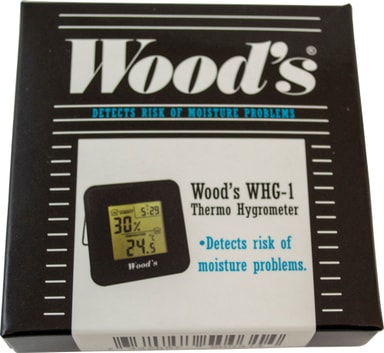 Wood's®
DETECTS RISK OF MOISTURE PROBLEMS
Wood's WHG-1
Thermo Hygrometer
•Detects risk of
moisture problems.
5:29
30%
24.5
Wood's